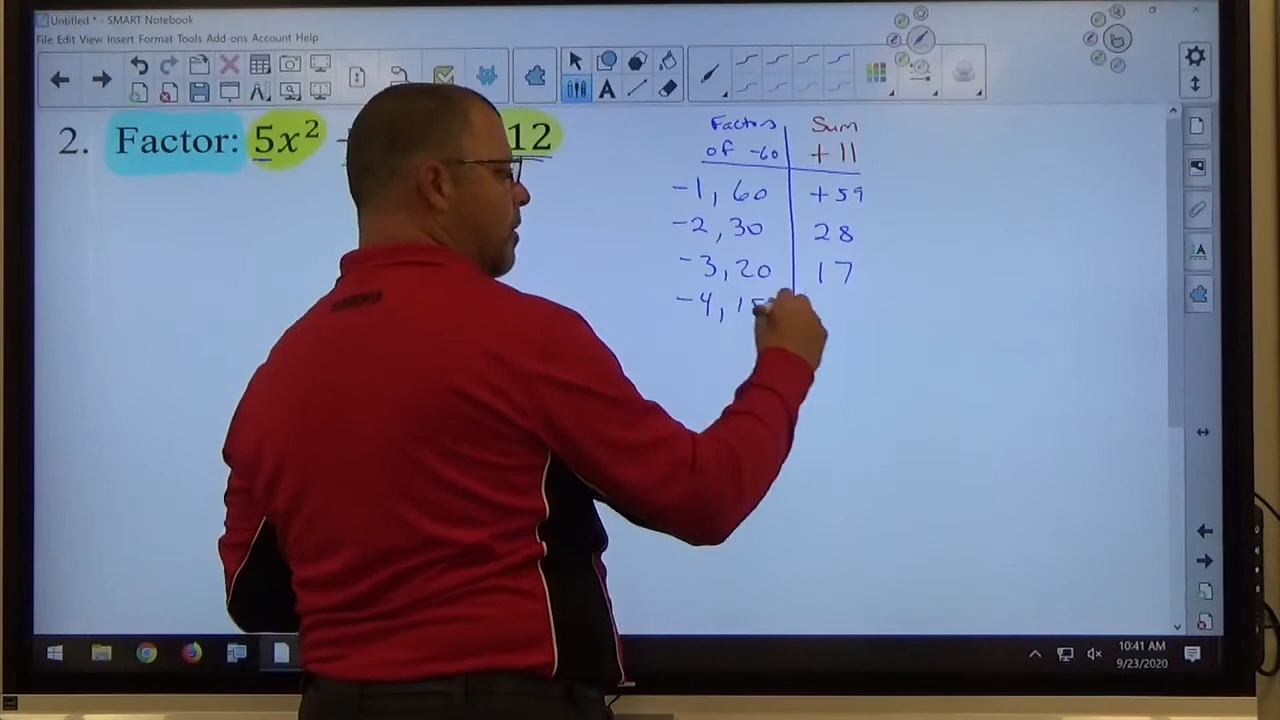 Untitled * - SMART Notebook
File Edit View Insert Format Tools Add-ons Account Help
2. Factor: 5x² 12
Factors Sum
of -60 +11
-1, 60 +59
-2, 30 28
-3, 20 17
-4, 15
10:41 AM
9/23/2020